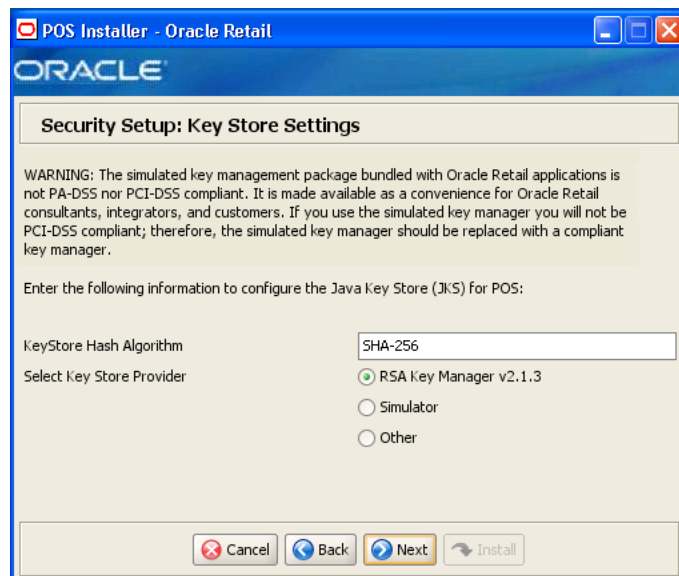 POS Installer - Oracle Retail
ORACLE
Security Setup: Key Store Settings
WARNING: The simulated key management package bundled with Oracle Retail applications is
not PA-DSS nor PCI-DSS compliant. It is made available as a convenience for Oracle Retail
consultants, integrators, and customers. If you use the simulated key manager you will not be
PCI-DSS compliant; therefore, the simulated key manager should be replaced with a compliant
key manager.
Enter the following information to configure the Java Key Store (JKS) for POS:
KeyStore Hash Algorithm SHA-256
Select Key Store Provider RSA Key Manager v2.1.3
Simulator
Other
Cancel Back Next Install